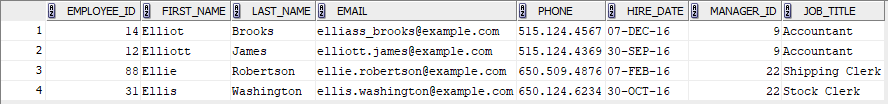 EMPLOYEE_ID FIRST_NAME LAST_NAME EMAIL PHONE HIRE_DATE MANAGER_ID JOB_TITLE
1 14 Elliot Brooks elliass_brooks@example.com 515.124.4567 07-DEC-16 9 Accountant
2 12 Elliott James elliott.james@example.com 515.124.4369 30-SEP-16 9 Accountant
3 88 Ellie Robertson ellie.robertson@example.com 650.509.4876 07-FEB-16 22 Shipping Clerk
4 31 Ellis Washington ellis.washington@example.com 650.124.6234 30-OCT-16 22 Stock Clerk